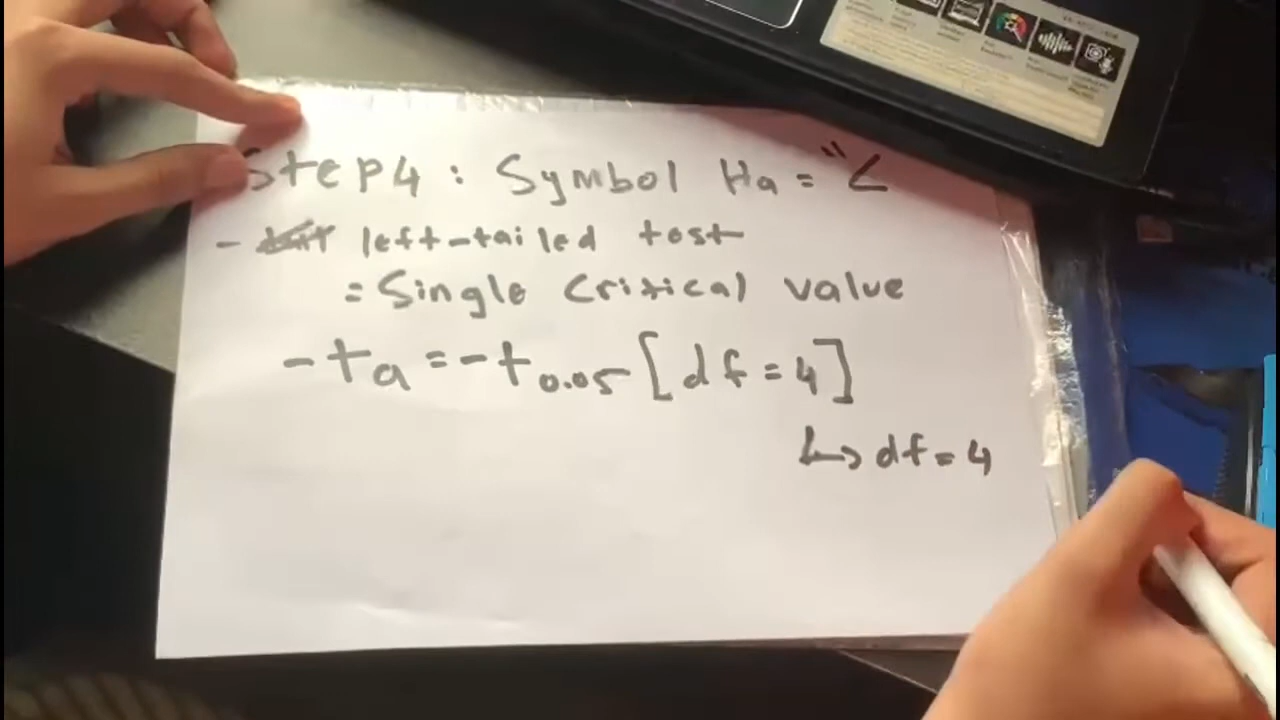 Step4 : Symbol Ha = "<
- left-tailed test
= Single critical value
-ta = -t0.05 [df = 4]
↳ df = 4